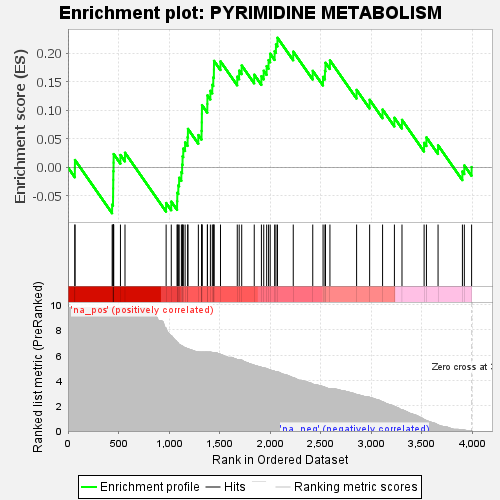 Enrichment plot: PYRIMIDINE METABOLISM
Enrichment score (ES)
0.20
0.15
0.10
0.05
0.00
-0.05
Ranked list metric (PreRanked)
10
8
6
4
2
0
'na_pos' (positively correlated)
Zero cross at 3
'na_neg' (negatively correlated)
0 500 1,000 1,500 2,000 2,500 3,000 3,500 4,000
Rank in Ordered Dataset
Enrichment profile Hits Ranking metric scores